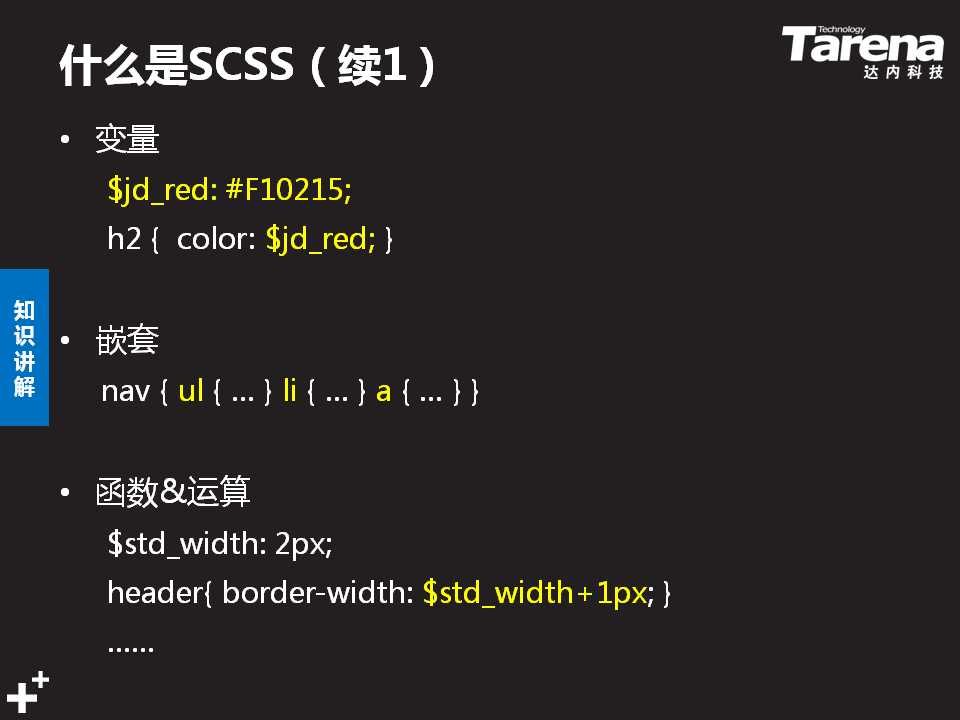 什么是SCSS（续1）
Technology
Tarena
达内科技
• 变量
$jd_red: #F10215;
h2 {  color: $jd_red; }
• 嵌套
nav { ul { … } li { … } a { … } }
知识讲解
• 函数&运算
$std_width: 2px;
header{ border-width: $std_width+1px; }
……